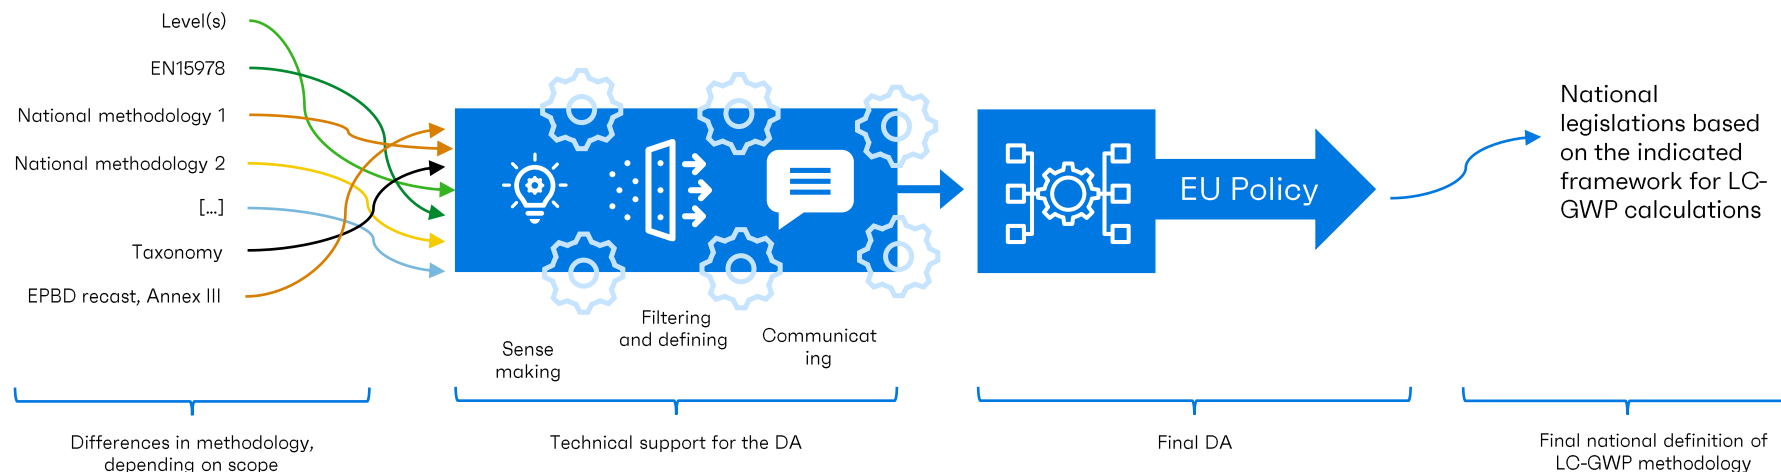 Level(s)
EN15978
National methodology 1
National methodology 2
[...]
Taxonomy
EPBD recast, Annex III
Sense
making
Filtering
and defining
Communicat
ing
EU Policy
National
legislations based
on the indicated
framework for LC-
GWP calculations
Differences in methodology,
depending on scope
Technical support for the DA
Final DA
Final national definition of
LC-GWP methodology